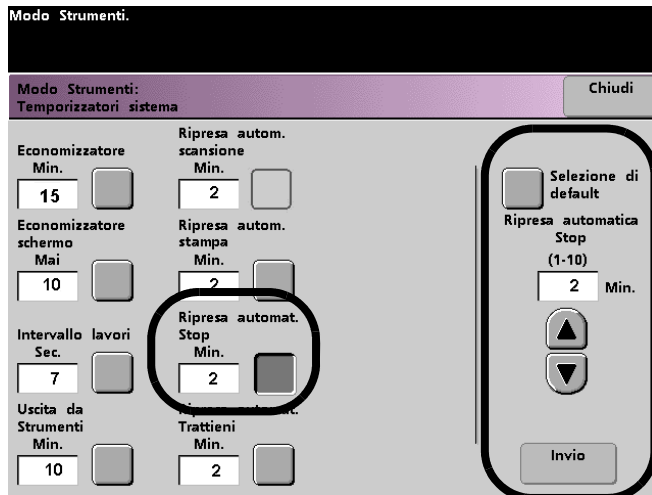 Modo Strumenti.
Modo Strumenti:
Temporizzatori sistema
Chiudi
Economizzatore
Min.
15
Economizzatore
schermo
Mai
10
Intervallo lavori
Sec.
7
Uscita da
Strumenti
Min.
10
Ripresa autom.
scansione
Min.
2
Ripresa autom.
stampa
Min.
2
Ripresa automat.
Stop
Min.
2
Ripresa automat.
Trattieni
Min.
2
Selezione di
default
Ripresa automatica
Stop
(1-10)
2 Min.
Invio